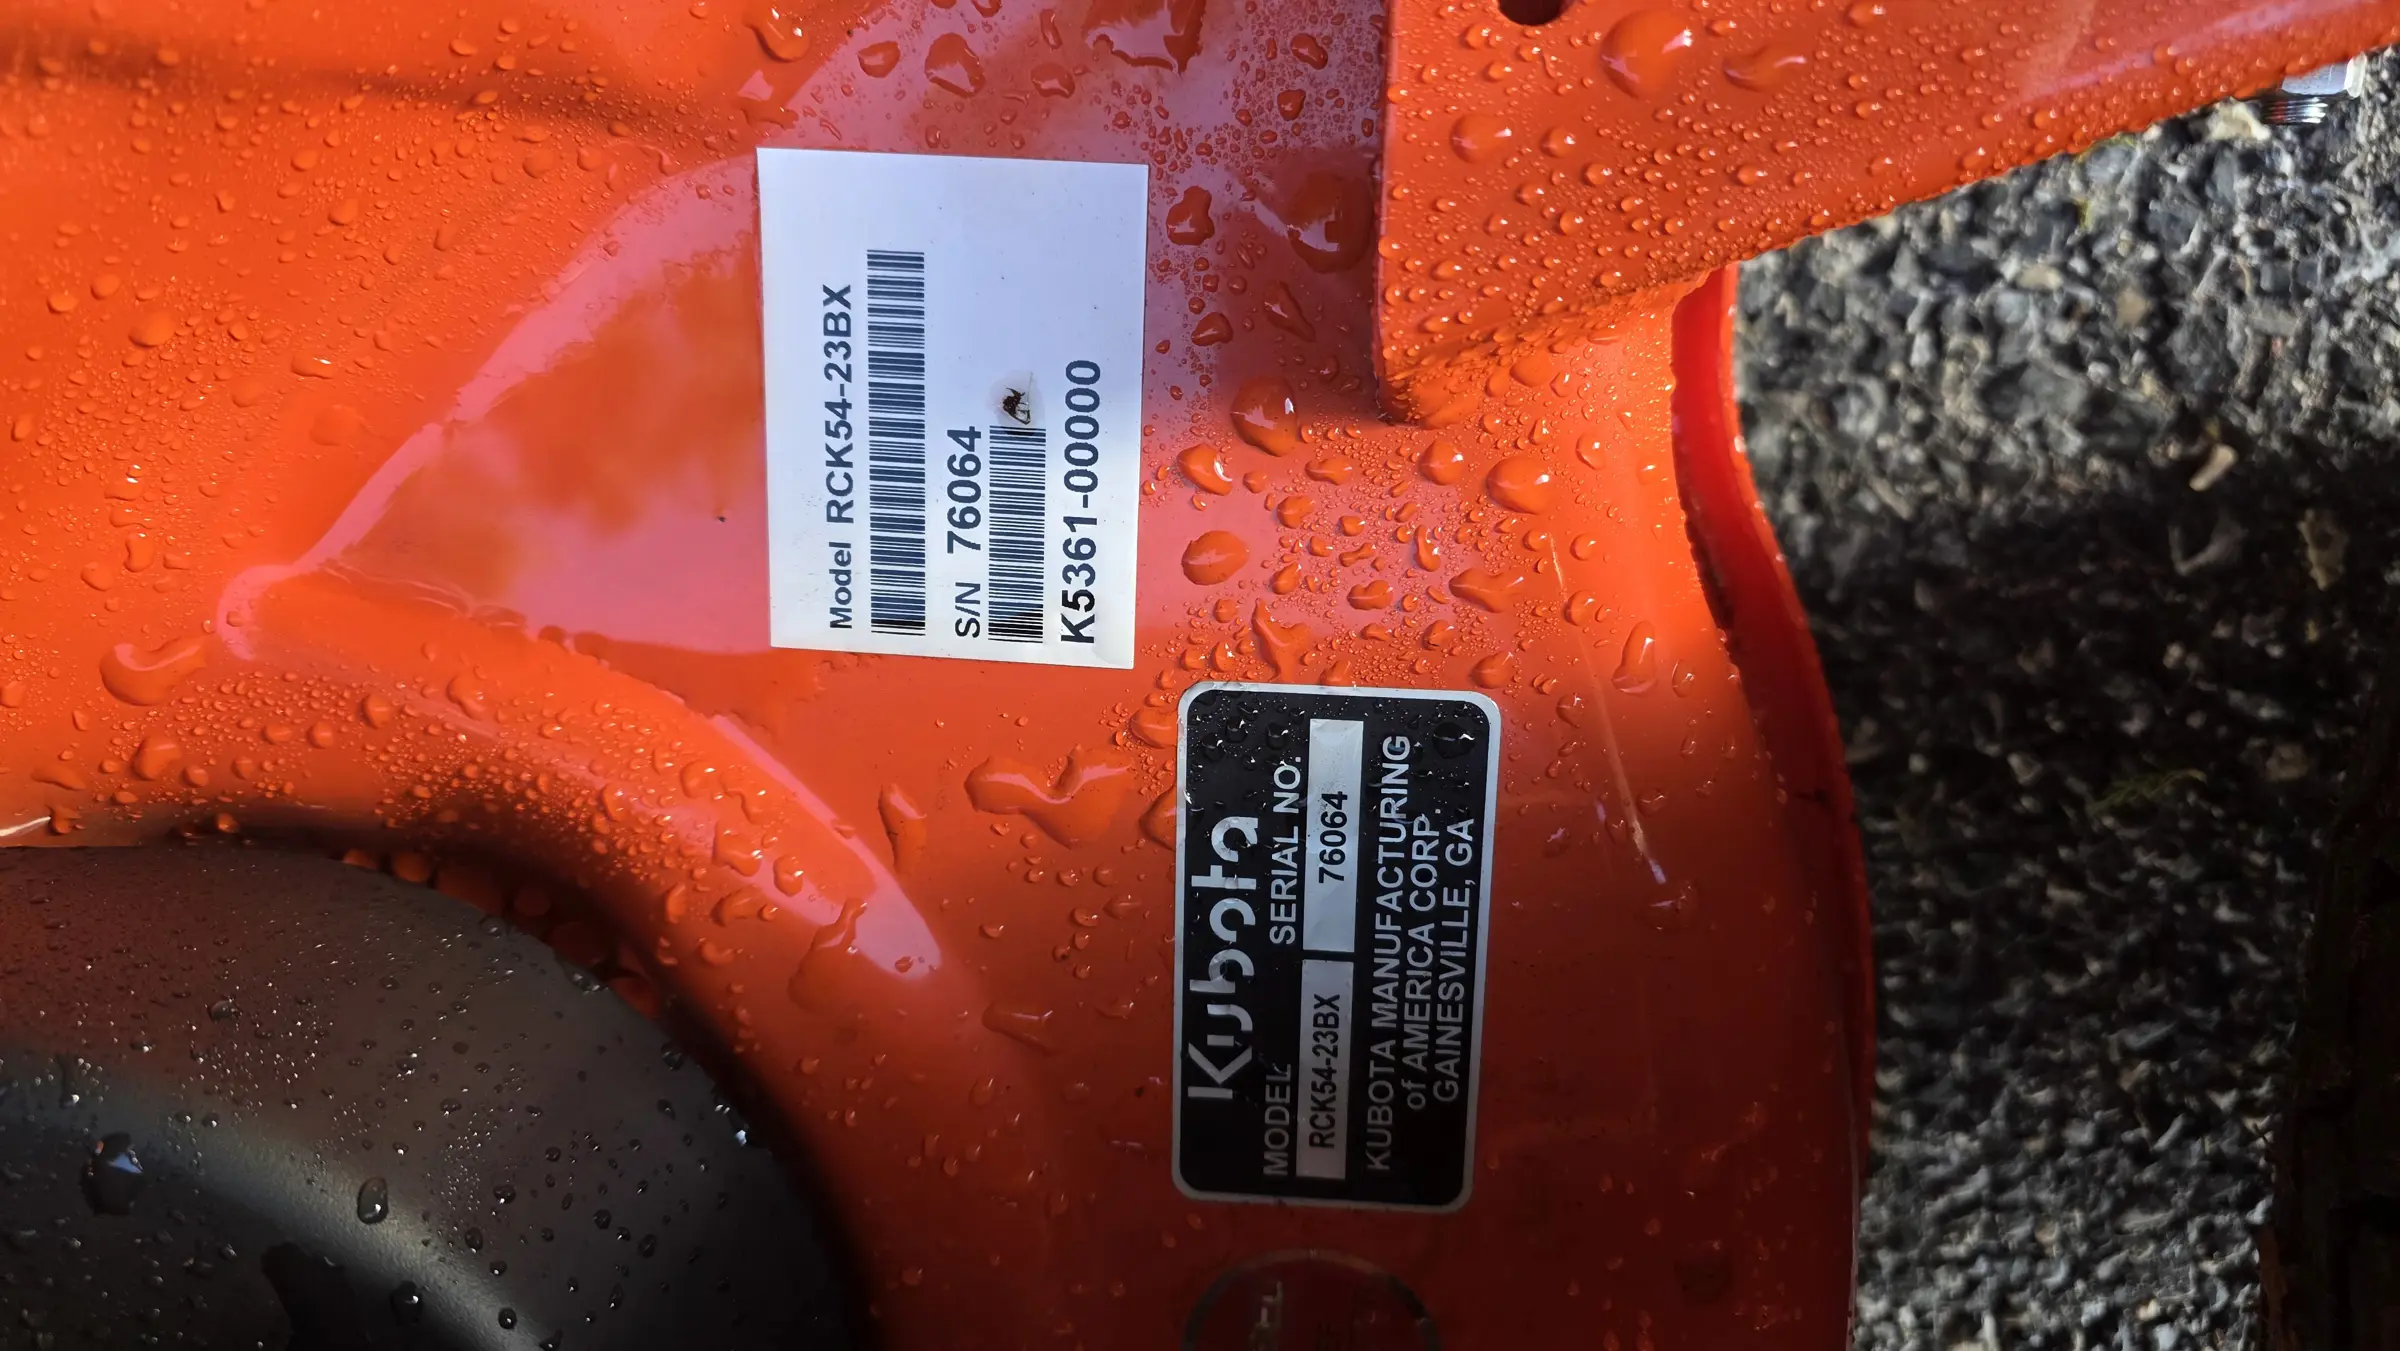 Model RCK54-23BX
S/N 76064
K5361-00000
Kubota
MODEL SERIAL NO.
RCK54-23BX 76064
KUBOTA MANUFACTURING
of AMERICA CORP.
GAINESVILLE, GA